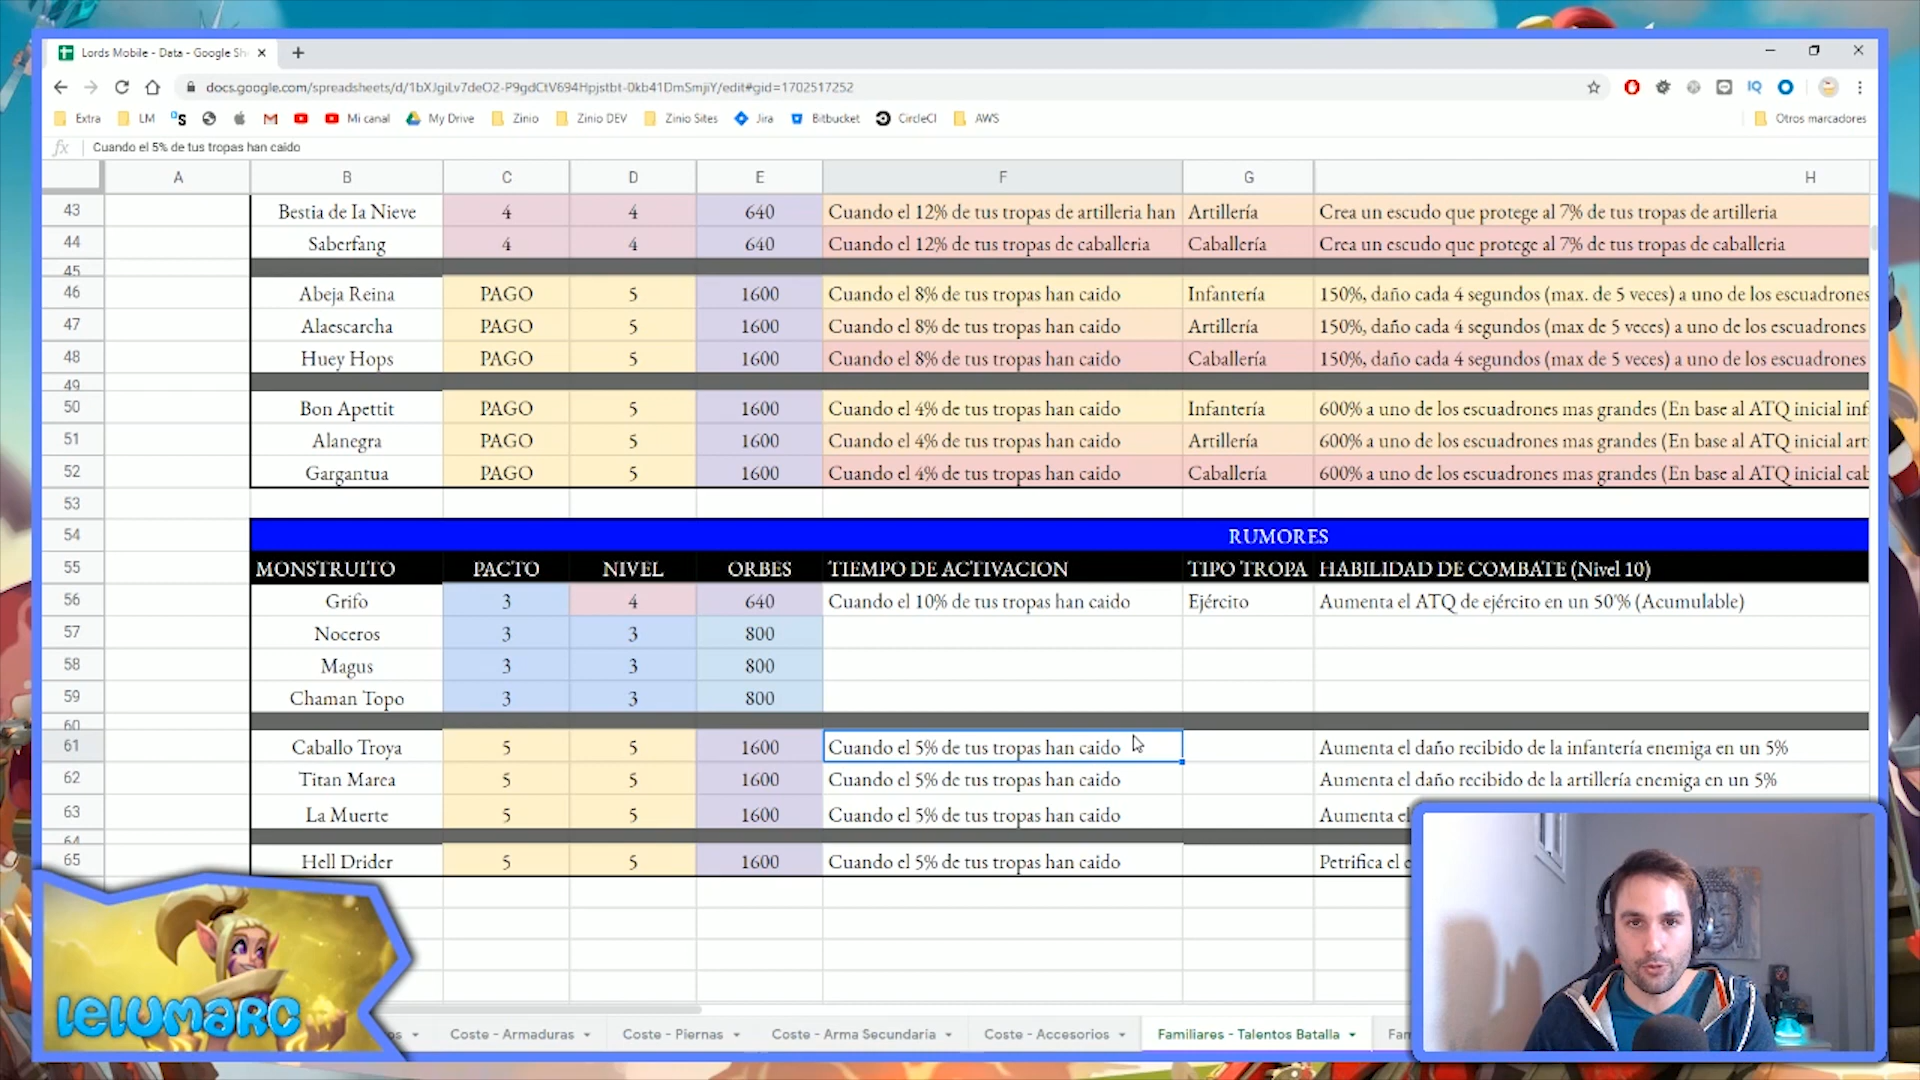 Lords Mobile - Data - Google Sh
docs.google.com/spreadsheets/d/1bXJgiLv7deO2-P9gdCtV694Hpjstbt-0kb41DmSmjiY/edit#gid=1702517252
Extra LM Mi canal My Drive Zinio Zinio DEV Zinio Sites Jira Bitbucket CircleCI AWS Otros marcadores
fx Cuando el 5% de tus tropas han caido
A B C D E F G H
43 Bestia de Ia Nieve 4 4 640 Cuando el 12% de tus tropas de artilleria han Artillería Crea un escudo que protege al 7% de tus tropas de artilleria
44 Saberfang 4 4 640 Cuando el 12% de tus tropas de caballeria Caballería Crea un escudo que protege al 7% de tus tropas de caballeria
45
46 Abeja Reina PAGO 5 1600 Cuando el 8% de tus tropas han caido Infantería 150%, daño cada 4 segundos (max. de 5 veces) a uno de los escuadrones
47 Alaescarcha PAGO 5 1600 Cuando el 8% de tus tropas han caido Artillería 150%, daño cada 4 segundos (max de 5 veces) a uno de los escuadrones
48 Huey Hops PAGO 5 1600 Cuando el 8% de tus tropas han caido Caballería 150%, daño cada 4 segundos (max de 5 veces) a uno de los escuadrones
49
50 Bon Apettit PAGO 5 1600 Cuando el 4% de tus tropas han caido Infantería 600% a uno de los escuadrones mas grandes (En base al ATQ inicial inf
51 Alanegra PAGO 5 1600 Cuando el 4% de tus tropas han caido Artillería 600% a uno de los escuadrones mas grandes (En base al ATQ inicial art
52 Gargantua PAGO 5 1600 Cuando el 4% de tus tropas han caido Caballería 600% a uno de los escuadrones mas grandes (En base al ATQ inicial cab
53
54 RUMORES
55 MONSTRUITO PACTO NIVEL ORBES TIEMPO DE ACTIVACION TIPO TROPA HABILIDAD DE COMBATE (Nivel 10)
56 Grifo 3 4 640 Cuando el 10% de tus tropas han caido Ejército Aumenta el ATQ de ejército en un 50'% (Acumulable)
57 Noceros 3 3 800
58 Magus 3 3 800
59 Chaman Topo 3 3 800
60
61 Caballo Troya 5 5 1600 Cuando el 5% de tus tropas han caido Aumenta el daño recibido de la infantería enemiga en un 5%
62 Titan Marea 5 5 1600 Cuando el 5% de tus tropas han caido Aumenta el daño recibido de la artillería enemiga en un 5%
63 La Muerte 5 5 1600 Cuando el 5% de tus tropas han caido Aumenta el
64
65 Hell Drider 5 5 1600 Cuando el 5% de tus tropas han caido Petrifica el
LELUMARC
Coste - Armaduras Coste - Piernas Coste - Arma Secundaria Coste - Accesorios Familiares - Talentos Batalla